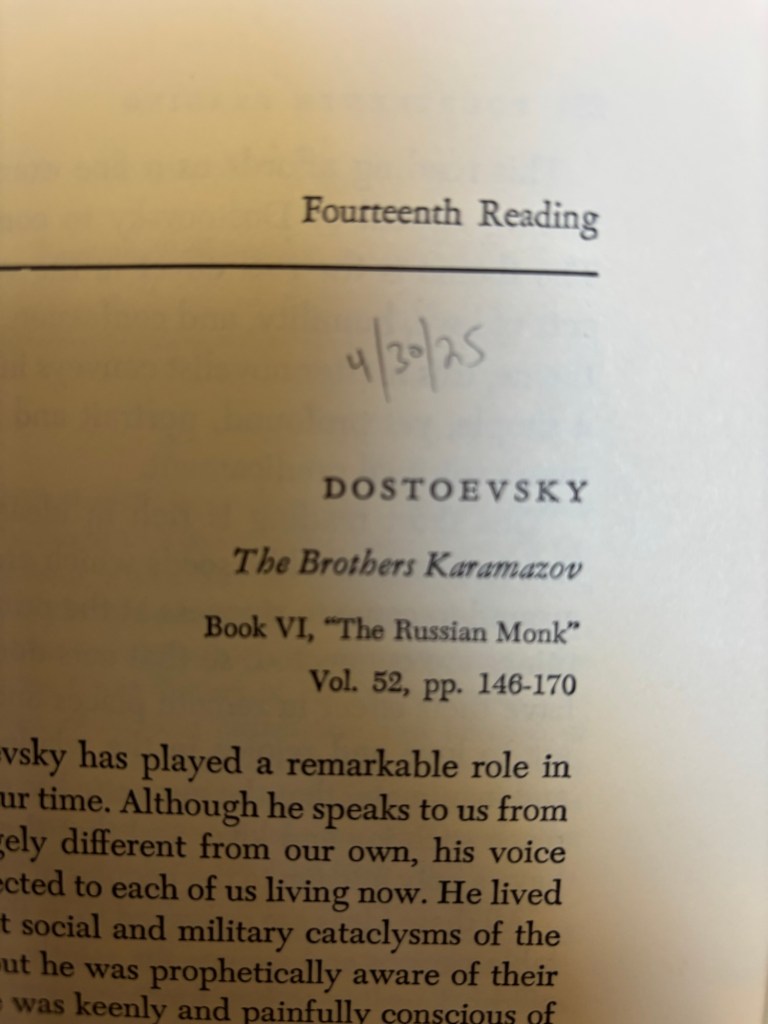 Fourteenth Reading
4/30/25
DOSTOEVSKY
The Brothers Karamazov
Book VI, “The Russian Monk”
Vol. 52, pp. 146-170
vsky has played a remarkable role in
ur time. Although he speaks to us from
gely different from our own, his voice
ected to each of us living now. He lived
t social and military cataclysms of the
ut he was prophetically aware of their
was keenly and painfully conscious of